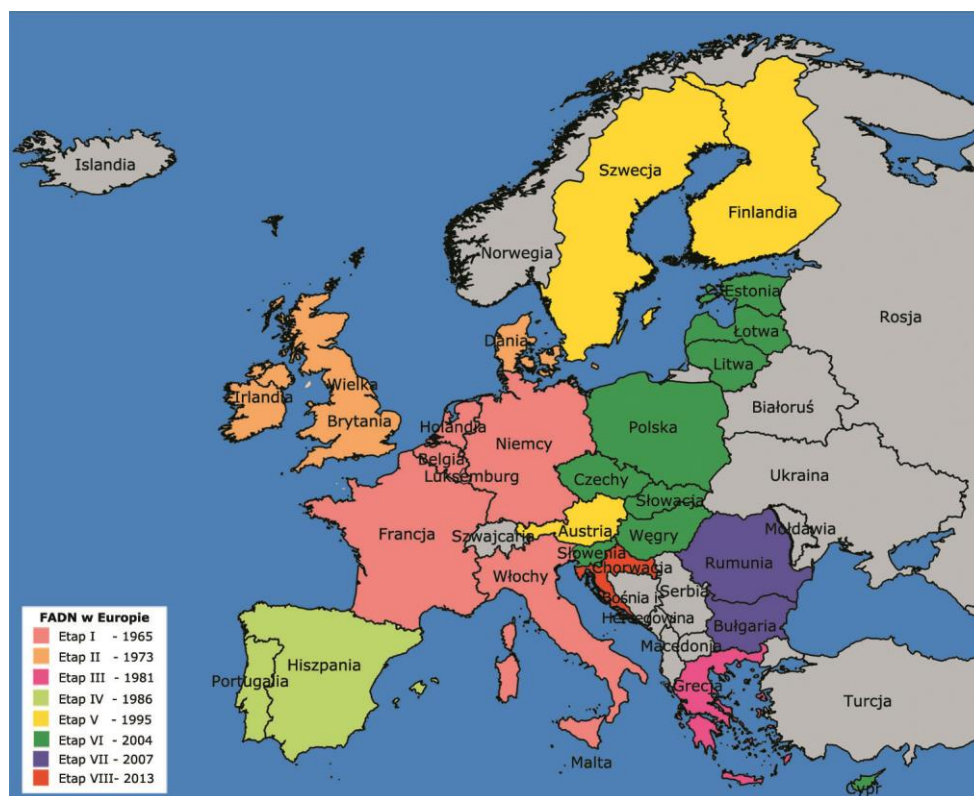 Islandia
Szwecja
Finlandia
Norwegia
Estonia
Rosja
Łotwa
Dania
Litwa
Wielka
Irlandia
Brytania
Białoruś
Holandia
Polska
Niemcy
Belgia
Luksemburg
Czechy
Ukraina
Słowacja
Francja
Szwajcaria
Austria
Węgry
Mołdawia
Słowenia
Chorwacja
Rumunia
Włochy
Bośnia i
Hercegowina
Serbia
Bułgaria
Macedonia
Hiszpania
Portugalia
Grecja
Turcja
Malta
Cypr
FADN w Europie
Etap I - 1965
Etap II - 1973
Etap III - 1981
Etap IV - 1986
Etap V - 1995
Etap VI - 2004
Etap VII - 2007
Etap VIII- 2013